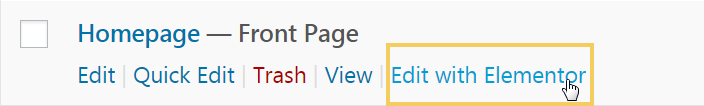 Homepage — Front Page
Edit | Quick Edit | Trash | View | Edit with Elementor